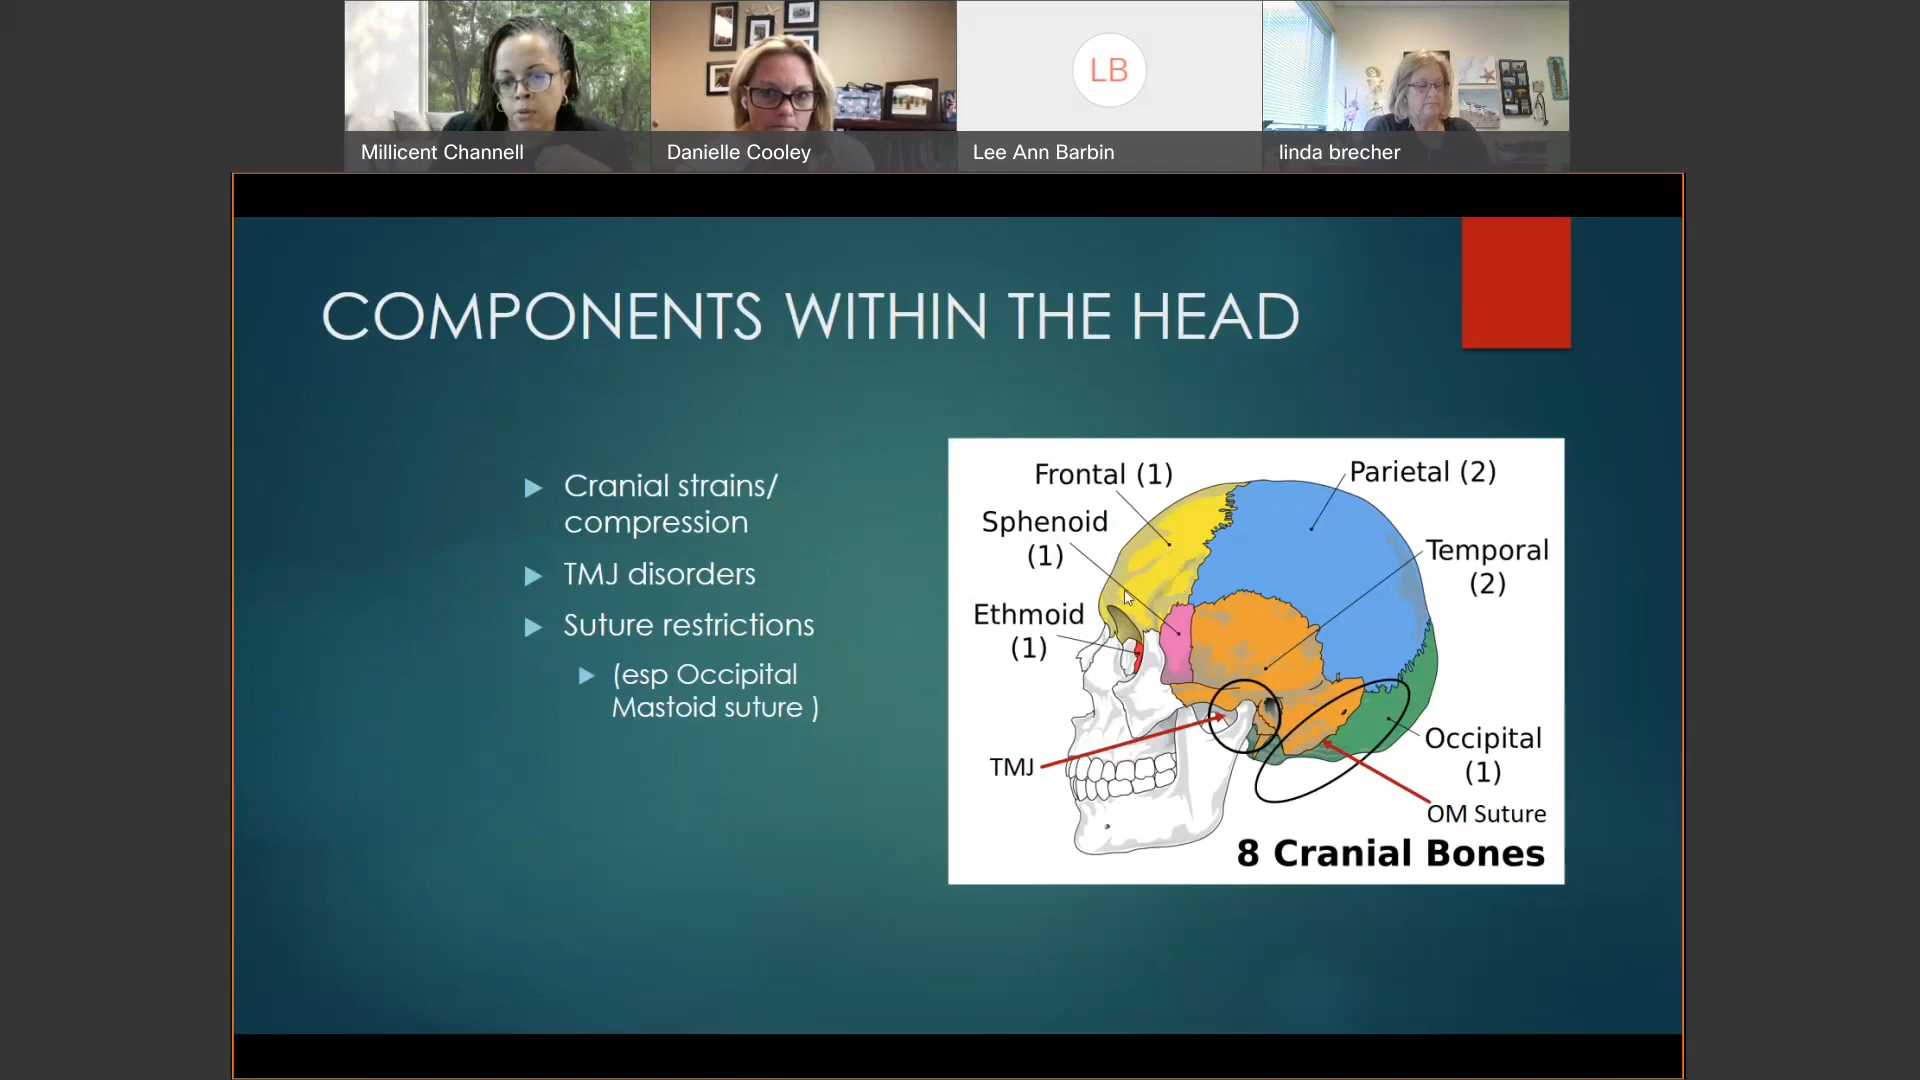 Millicent Channell
Danielle Cooley
LB
Lee Ann Barbin
linda brecher
COMPONENTS WITHIN THE HEAD
Cranial strains/
compression
TMJ disorders
Suture restrictions
(esp Occipital
Mastoid suture )
Frontal (1)
Parietal (2)
Sphenoid
(1)
Temporal
(2)
Ethmoid
(1)
TMJ
Occipital
(1)
OM Suture
8 Cranial Bones